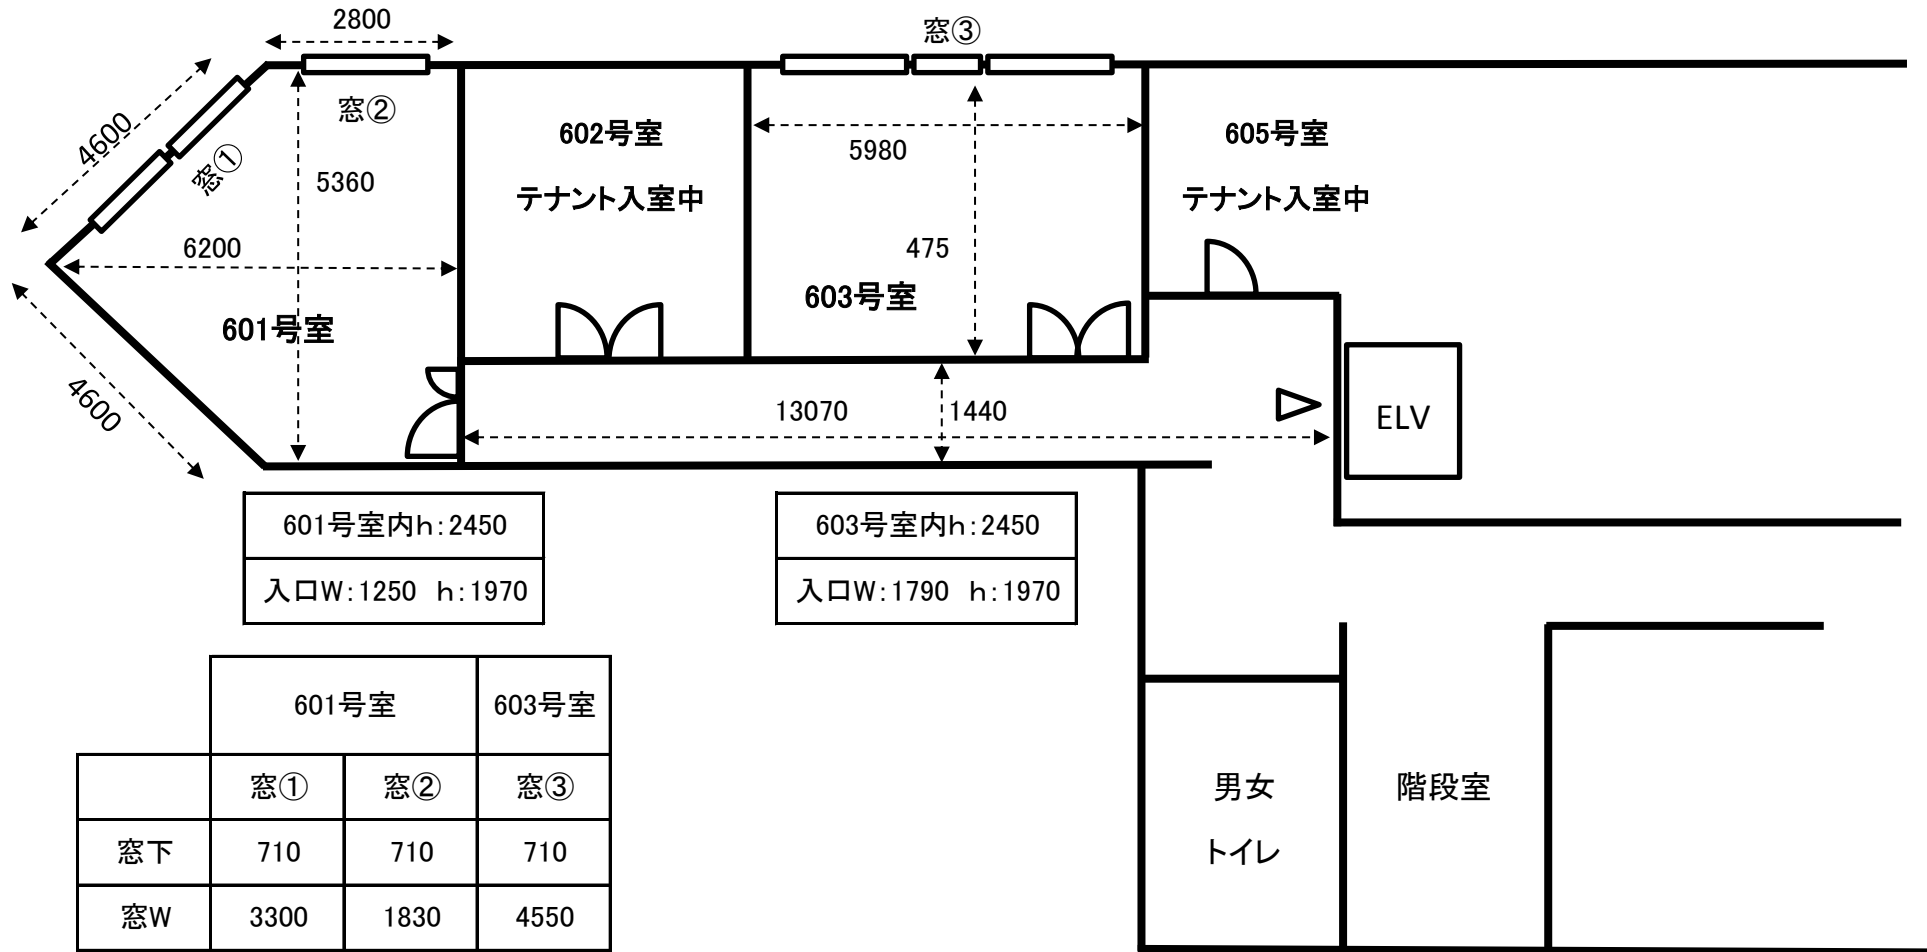 2800
窓③
4600
窓①
窓②
602号室
605号室
5980
5360
テナント入室中
テナント入室中
6200
475
603号室
601号室
4600
13070
1440
ELV
601号室内h:2450
入口W:1250 h:1970
603号室内h:2450
入口W:1790 h:1970
601号室 603号室
窓① 窓② 窓③
窓下 710 710 710
窓W 3300 1830 4550
男女
トイレ
階段室